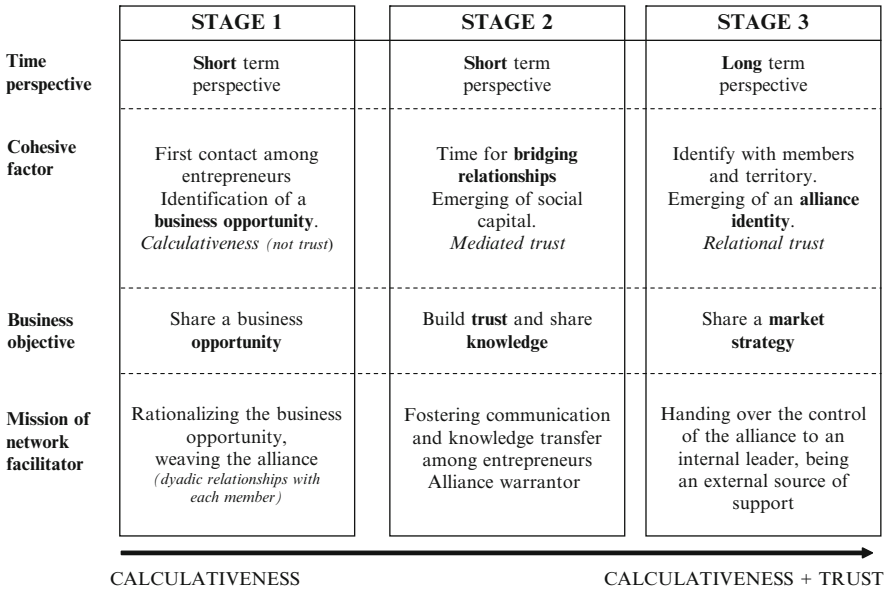 STAGE 1
STAGE 2
STAGE 3
Time
perspective
Short term
perspective
Short term
perspective
Long term
perspective
Cohesive
factor
First contact among
entrepreneurs
Identification of a
business opportunity.
Calculativeness (not trust)
Time for bridging
relationships
Emerging of social
capital.
Mediated trust
Identify with members
and territory.
Emerging of an alliance
identity.
Relational trust
Business
objective
Share a business
opportunity
Build trust and share
knowledge
Share a market
strategy
Mission of
network
facilitator
Rationalizing the business
opportunity,
weaving the alliance
(dyadic relationships with
each member)
Fostering communication
and knowledge transfer
among entrepreneurs
Alliance warrantor
Handing over the control
of the alliance to an
internal leader, being
an external source of
support
CALCULATIVENESS
CALCULATIVENESS + TRUST